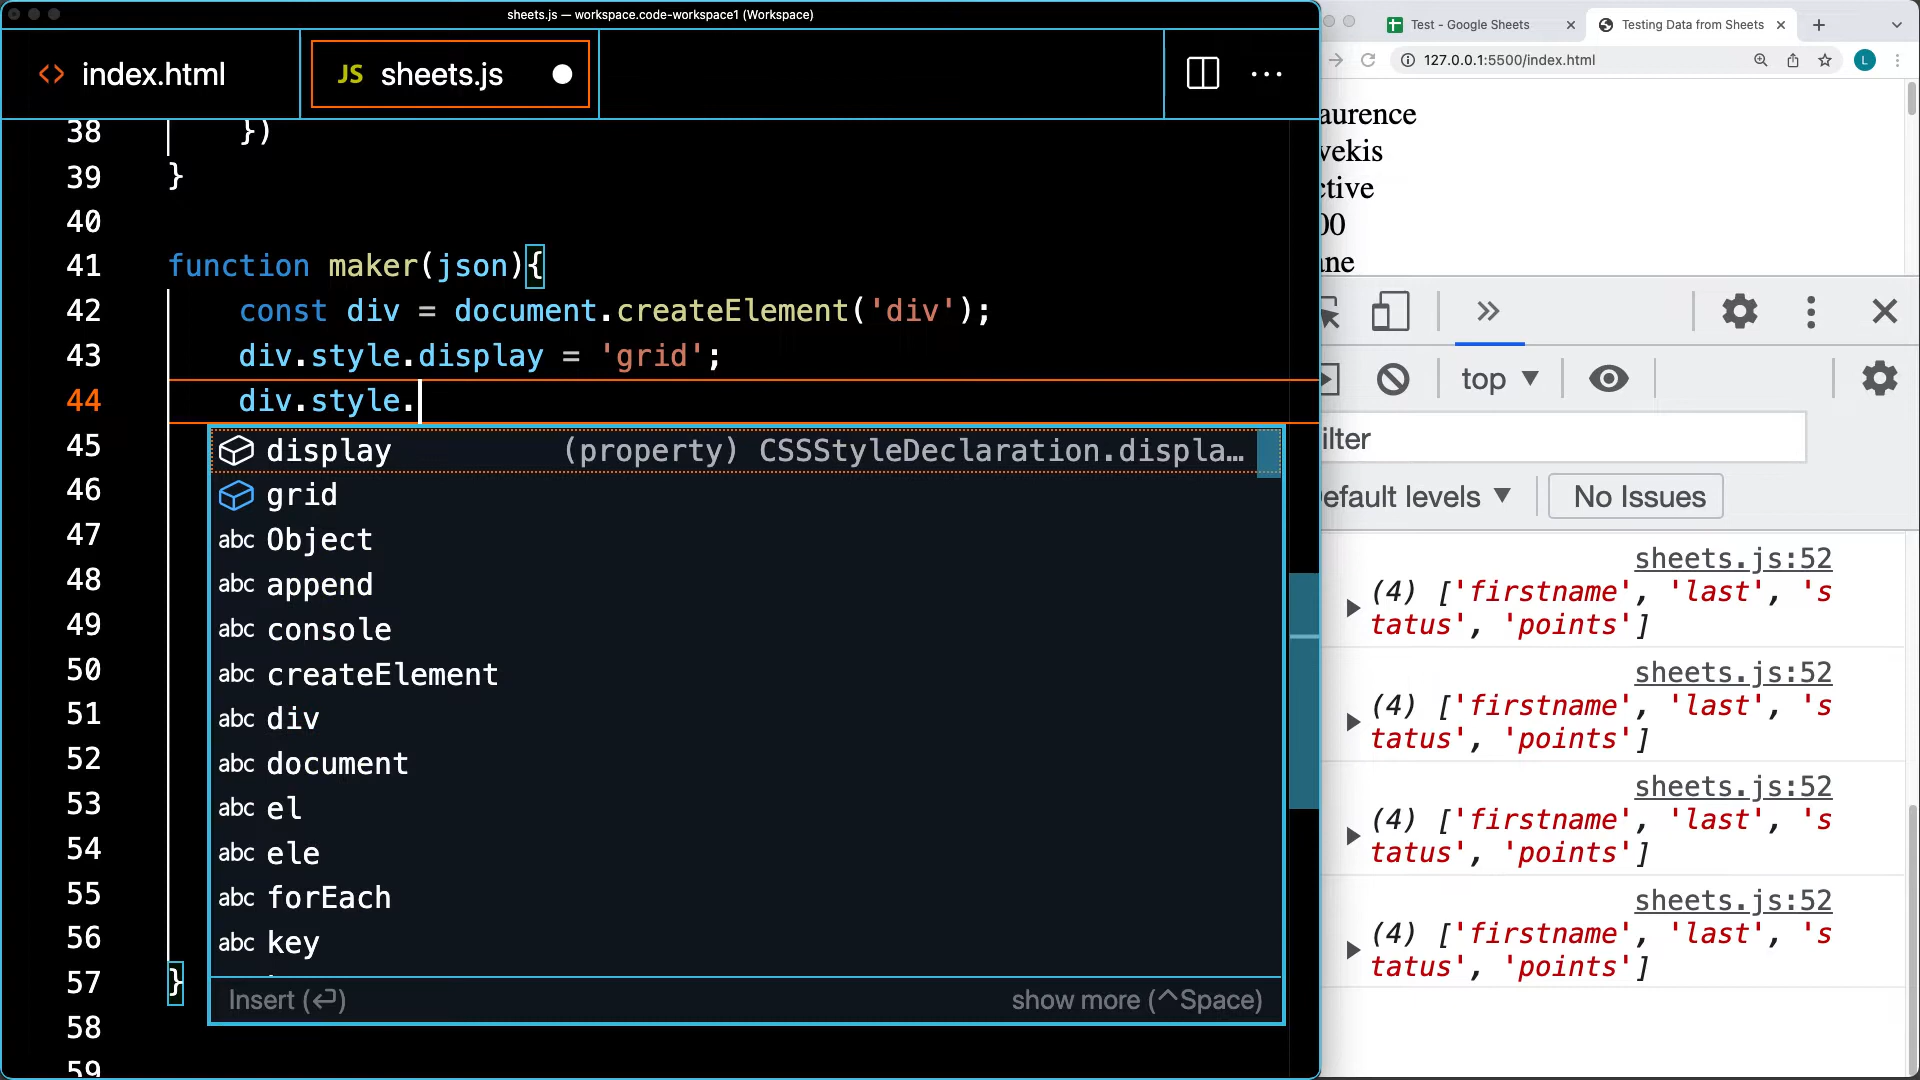 sheets.js — workspace.code-workspace1 (Workspace)
index.html
JS sheets.js
38 })
39 }
40
41 function maker(json){
42 const div = document.createElement('div');
43 div.style.display = 'grid';
44 div.style.
45
46
47
48
49
50
51
52
53
54
55
56
57 }
58
59
display (property) CSSStyleDeclaration.displa…
grid
abc Object
abc append
abc console
abc createElement
abc div
abc document
abc el
abc ele
abc forEach
abc key
Insert (⏎) show more (^Space)
Test - Google Sheets
Testing Data from Sheets
127.0.0.1:5500/index.html
L
aurence
vekis
ctive
00
ane
top
ilter
efault levels
No Issues
sheets.js:52
(4) ['firstname', 'last', 's
tatus', 'points']
sheets.js:52
(4) ['firstname', 'last', 's
tatus', 'points']
sheets.js:52
(4) ['firstname', 'last', 's
tatus', 'points']
sheets.js:52
(4) ['firstname', 'last', 's
tatus', 'points']